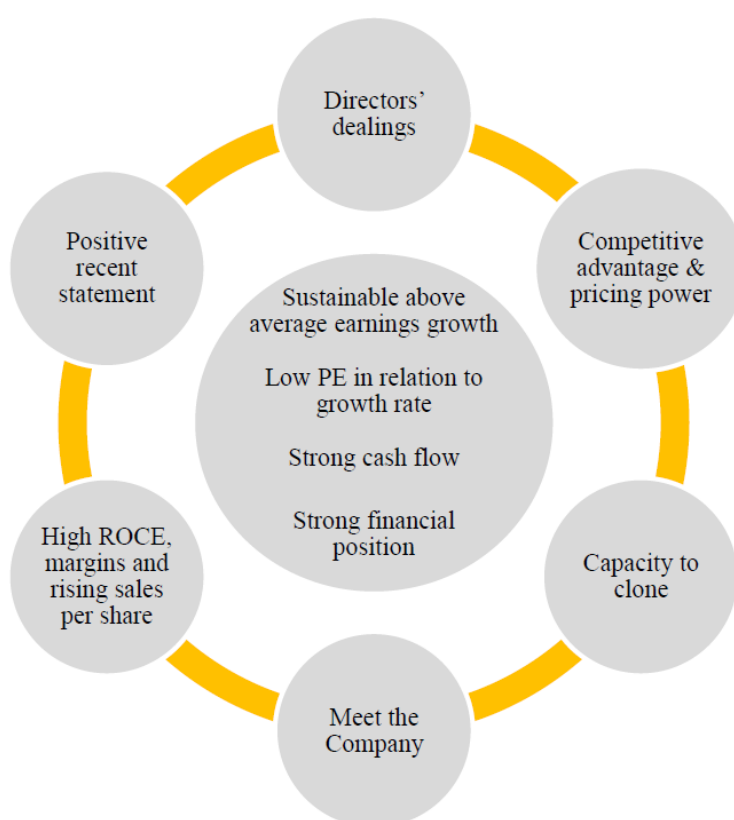 Directors’
dealings
Competitive
advantage &
pricing power
Capacity to
clone
Meet the
Company
High ROCE,
margins and
rising sales
per share
Positive
recent
statement
Sustainable above
average earnings growth
Low PE in relation to
growth rate
Strong cash flow
Strong financial
position